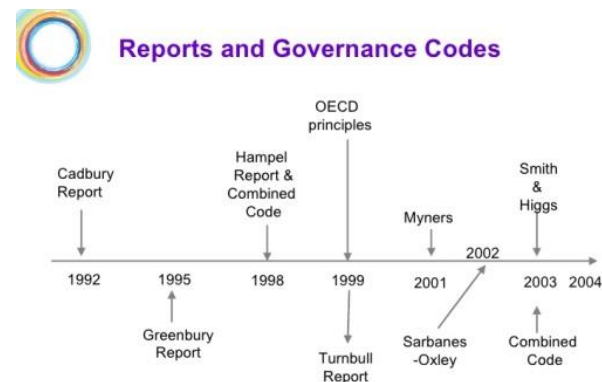 Reports and Governance Codes
OECD
principles
Cadbury
Report
Hampel
Report &
Combined
Code
Smith
&
Higgs
Myners
2002
1992
1995
1998
1999
2001
2003
2004
Greenbury
Report
Turnbull
Report
Sarbanes
-Oxley
Combined
Code